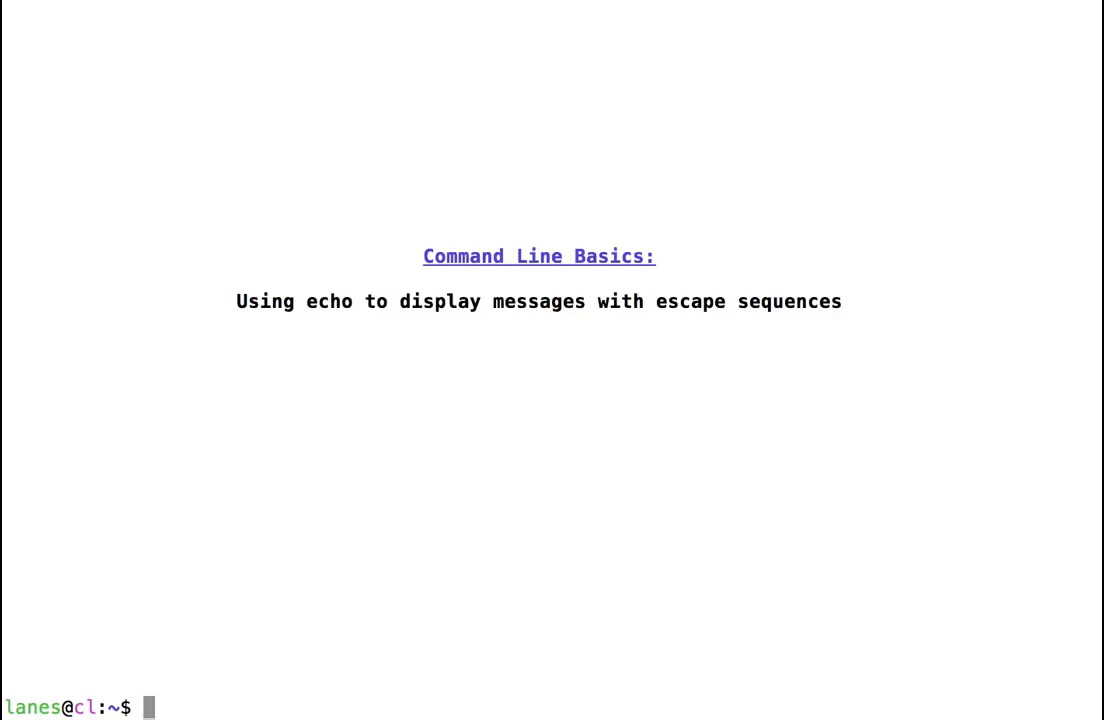 Command Line Basics:
Using echo to display messages with escape sequences
lanes@cl:~$